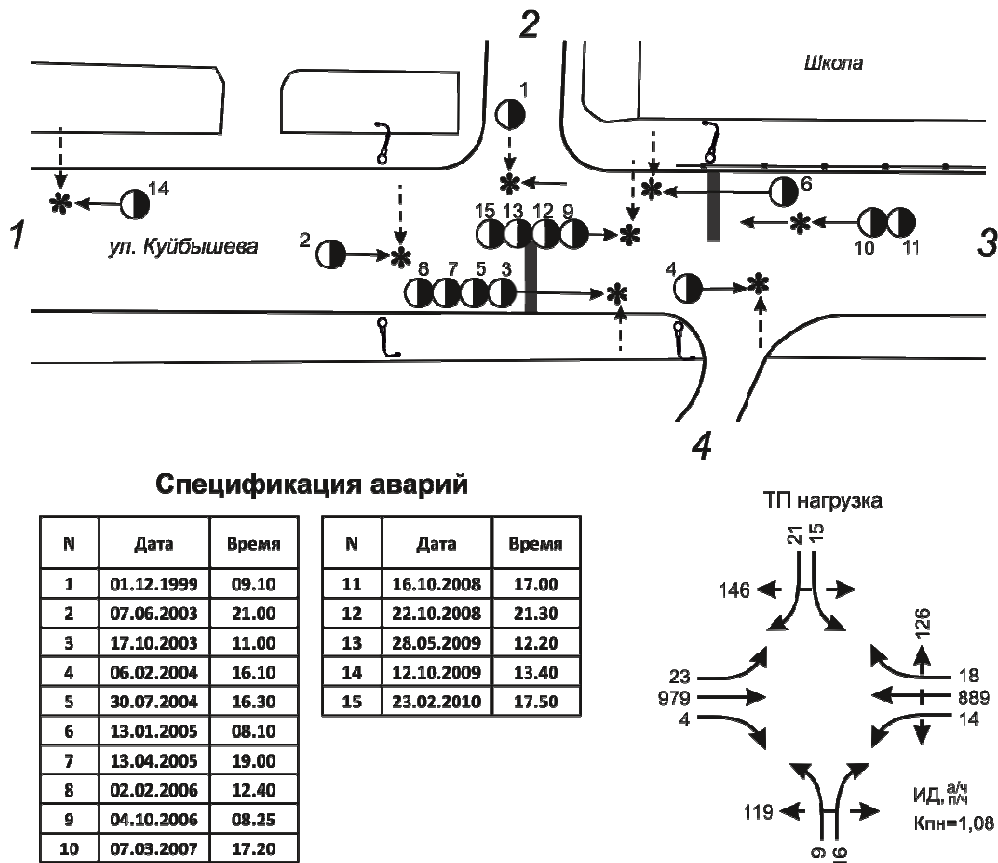 2
Школа
1
14
6
15 13 12 9
1
ул. Куйбышева
2
10 11
3
8 7 5 3
4
4
Спецификация аварий
N Дата Время
1 01.12.1999 09.10
2 07.06.2003 21.00
3 17.10.2003 11.00
4 06.02.2004 16.10
5 30.07.2004 16.30
6 13.01.2005 08.10
7 13.04.2005 19.00
8 02.02.2006 12.40
9 04.10.2006 08.25
10 07.03.2007 17.20
N Дата Время
11 16.10.2008 17.00
12 22.10.2008 21.30
13 28.05.2009 12.20
14 12.10.2009 13.40
15 23.02.2010 17.50
ТП нагрузка
21 15
146
126
23
979
4
18
889
14
119
9 16
ИД, а/ч п/ч
Кпн=1,08